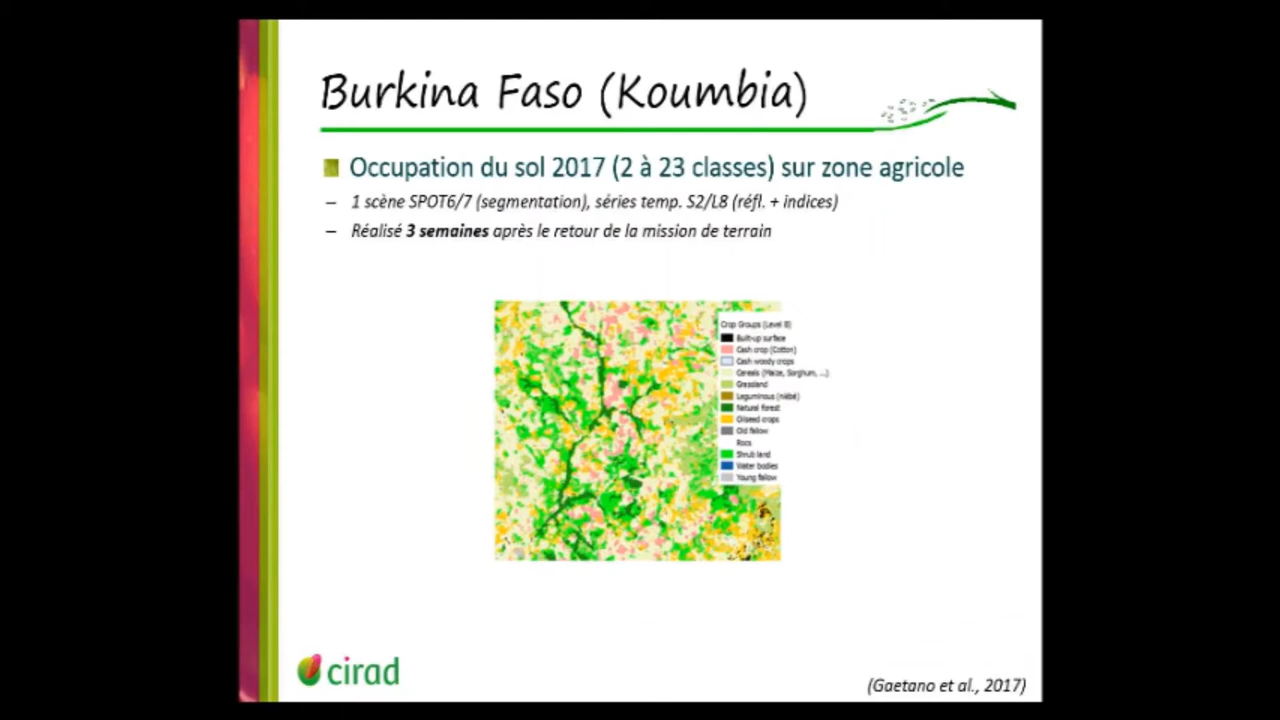 Burkina Faso (Koumbia)
Occupation du sol 2017 (2 à 23 classes) sur zone agricole
– 1 scène SPOT6/7 (segmentation), séries temp. S2/L8 (réfl. + indices)
– Réalisé 3 semaines après le retour de la mission de terrain
Crop Groups (Level B)
Built-up surface
Cash crop (Cotton)
Cash woody crops
Cereals (Maize, Sorghum, ...)
Grassland
Leguminous (niébé)
Natural forest
Oilseed crops
Old fallow
Rocs
Shrub land
Water bodies
Young fallow
cirad
(Gaetano et al., 2017)